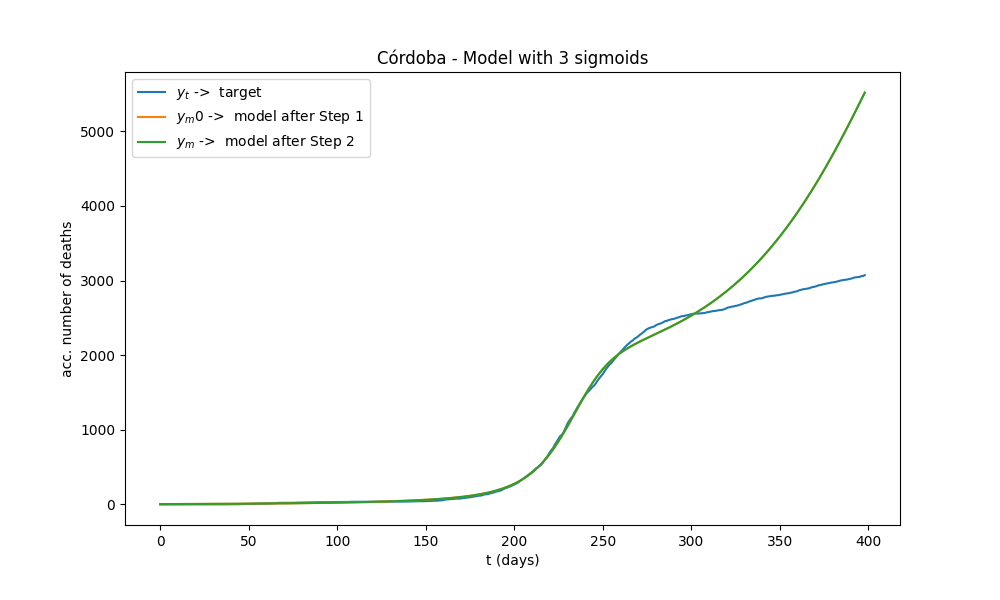 Córdoba - Model with 3 sigmoids
y_t -> target
y_m0 -> model after Step 1
y_m -> model after Step 2
acc. number of deaths
5000
4000
3000
2000
1000
0
0 50 100 150 200 250 300 350 400
t (days)